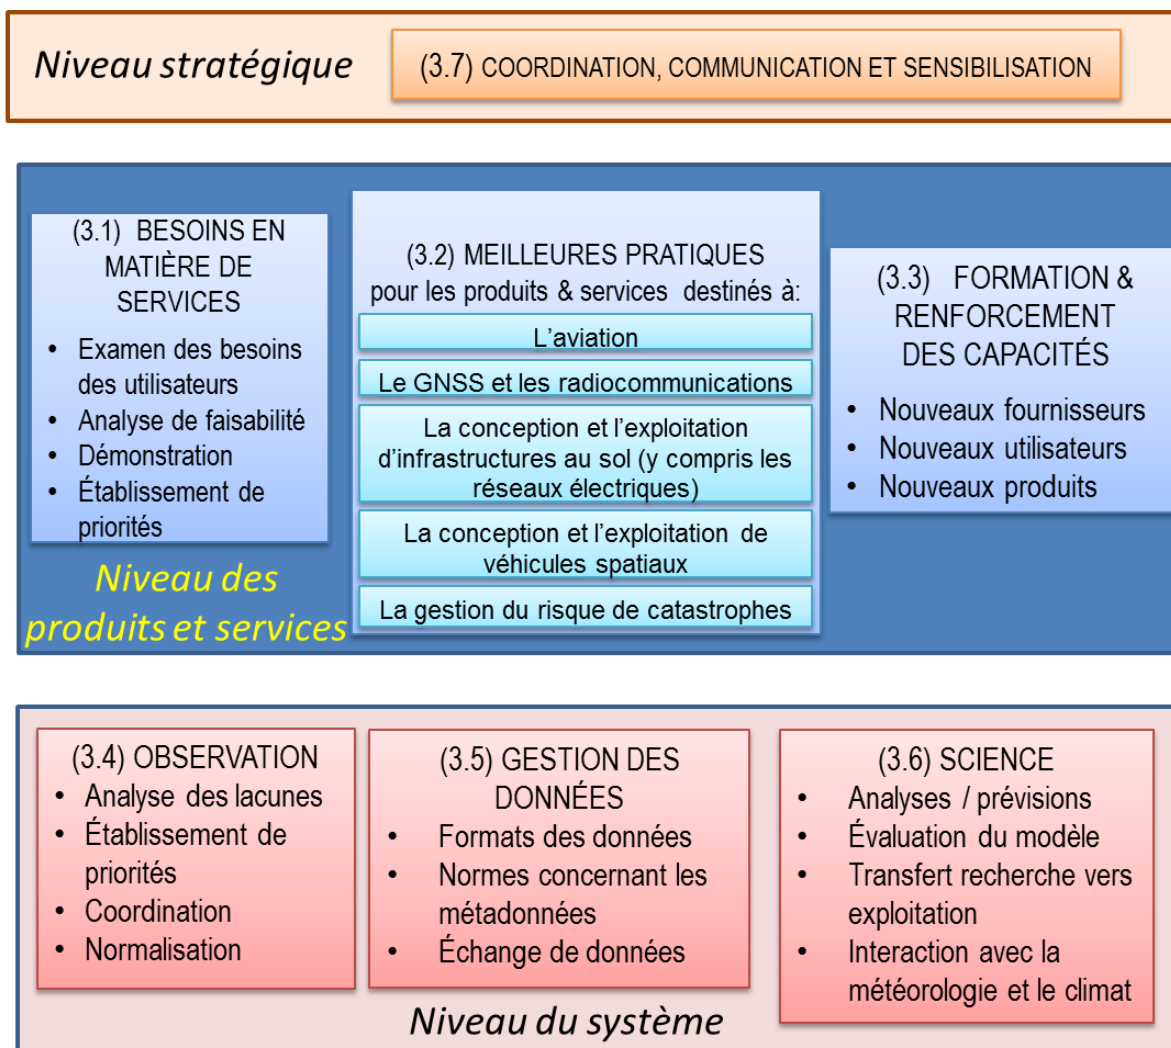 Niveau stratégique
(3.7) COORDINATION, COMMUNICATION ET SENSIBILISATION
(3.1) BESOINS EN
MATIÈRE DE
SERVICES
• Examen des besoins
des utilisateurs
• Analyse de faisabilité
• Démonstration
• Établissement de
priorités
Niveau des
produits et services
(3.2) MEILLEURES PRATIQUES
pour les produits & services destinés à:
L'aviation
Le GNSS et les radiocommunications
La conception et l'exploitation
d'infrastructures au sol (y compris les
réseaux électriques)
La conception et l'exploitation de
véhicules spatiaux
La gestion du risque de catastrophes
(3.3) FORMATION &
RENFORCEMENT
DES CAPACITÉS
• Nouveaux fournisseurs
• Nouveaux utilisateurs
• Nouveaux produits
(3.4) OBSERVATION
• Analyse des lacunes
• Établissement de
priorités
• Coordination
• Normalisation
(3.5) GESTION DES
DONNÉES
• Formats des données
• Normes concernant les
métadonnées
• Échange de données
(3.6) SCIENCE
• Analyses / prévisions
• Évaluation du modèle
• Transfert recherche vers
exploitation
• Interaction avec la
météorologie et le climat
Niveau du système